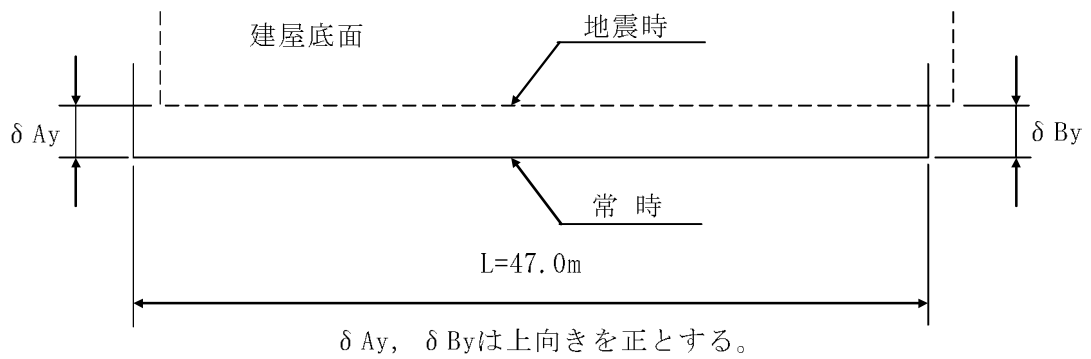 建屋底面
地震時
δAy
δBy
常 時
L=47.0m
δAy, δByは上向きを正とする。